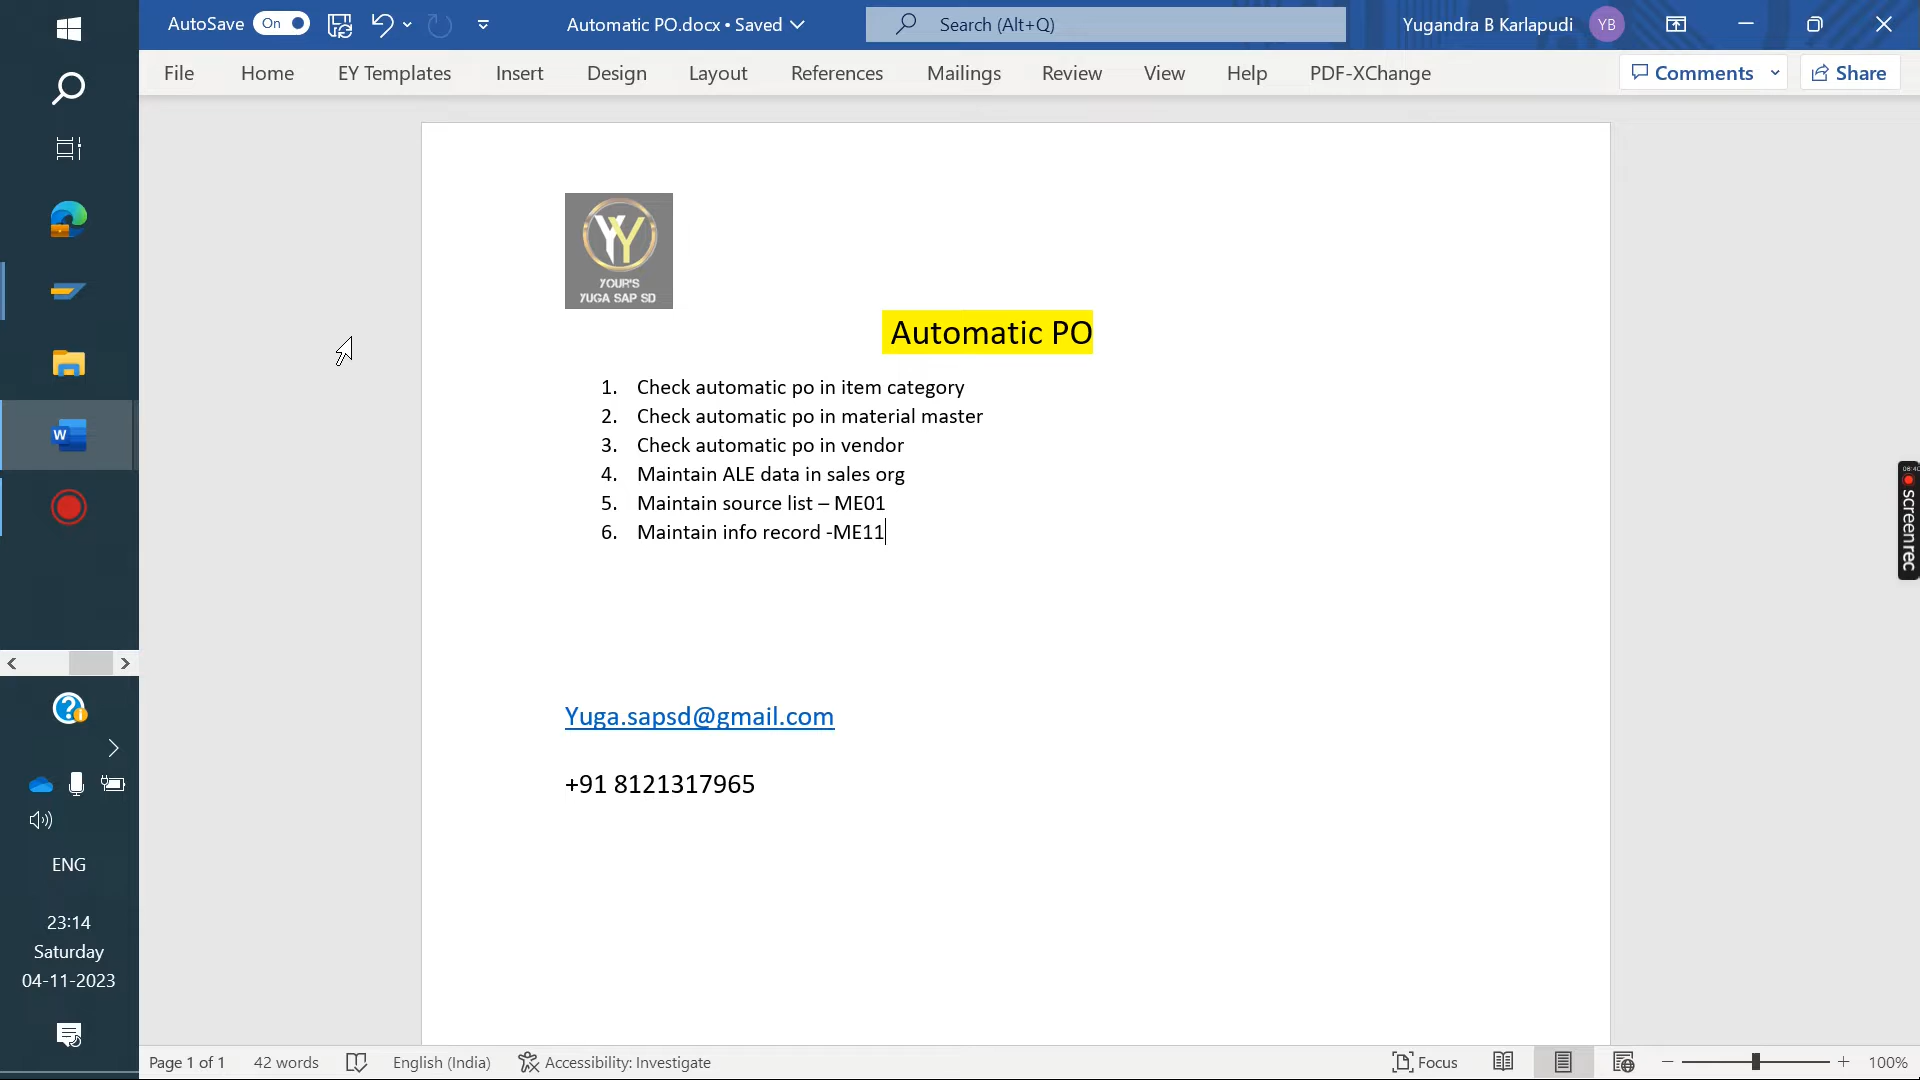 AutoSave On Automatic PO.docx • Saved Search (Alt+Q) Yugandra B Karlapudi YB
File Home EY Templates Insert Design Layout References Mailings Review View Help PDF-XChange Comments Share
YY
YOUR'S
YUGA SAP SD
Automatic PO
1. Check automatic po in item category
2. Check automatic po in material master
3. Check automatic po in vendor
4. Maintain ALE data in sales org
5. Maintain source list – ME01
6. Maintain info record -ME11
Yuga.sapsd@gmail.com
+91 8121317965
W
ENG
23:14
Saturday
04-11-2023
screenrec
Page 1 of 1 42 words English (India) Accessibility: Investigate Focus 100%